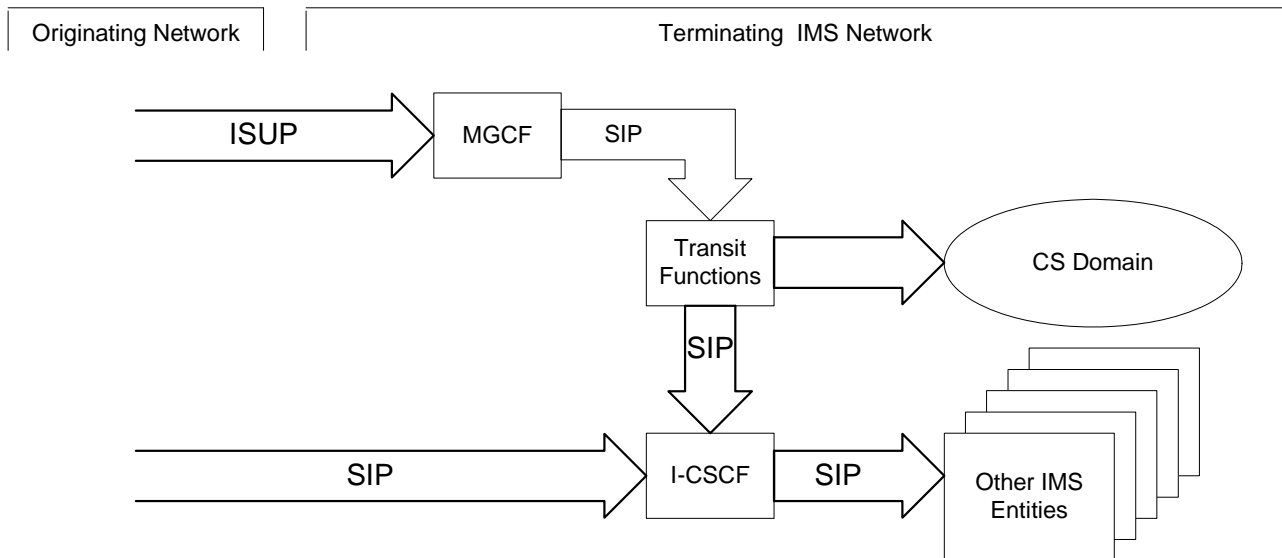 Originating Network
Terminating IMS Network
ISUP
MGCF
SIP
Transit
Functions
CS Domain
SIP
SIP
I-CSCF
SIP
Other IMS
Entities